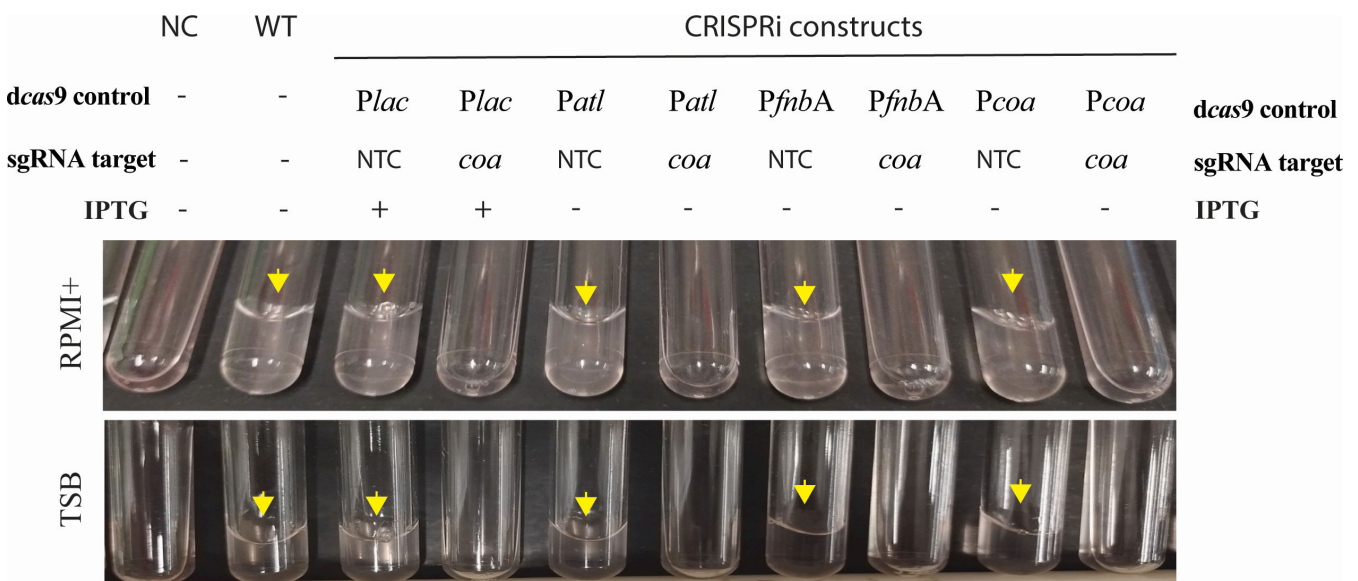 NC WT CRISPRi constructs
dcas9 control - - Plac Plac Patl Patl PfnbA PfnbA Pcoa Pcoa dcas9 control
sgRNA target - - NTC coa NTC coa NTC coa NTC coa sgRNA target
IPTG - - + + - - - - - - IPTG
RPMI+
TSB